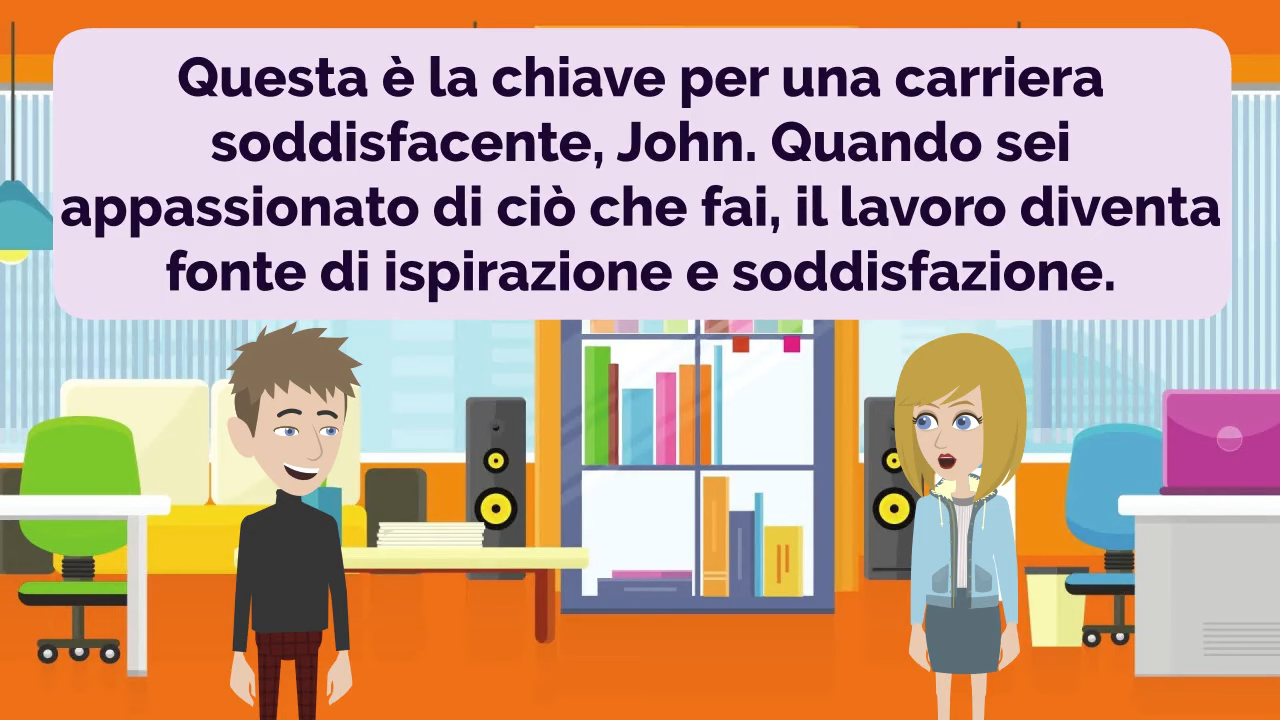 Questa è la chiave per una carriera
soddisfacente, John. Quando sei
appassionato di ciò che fai, il lavoro diventa
fonte di ispirazione e soddisfazione.